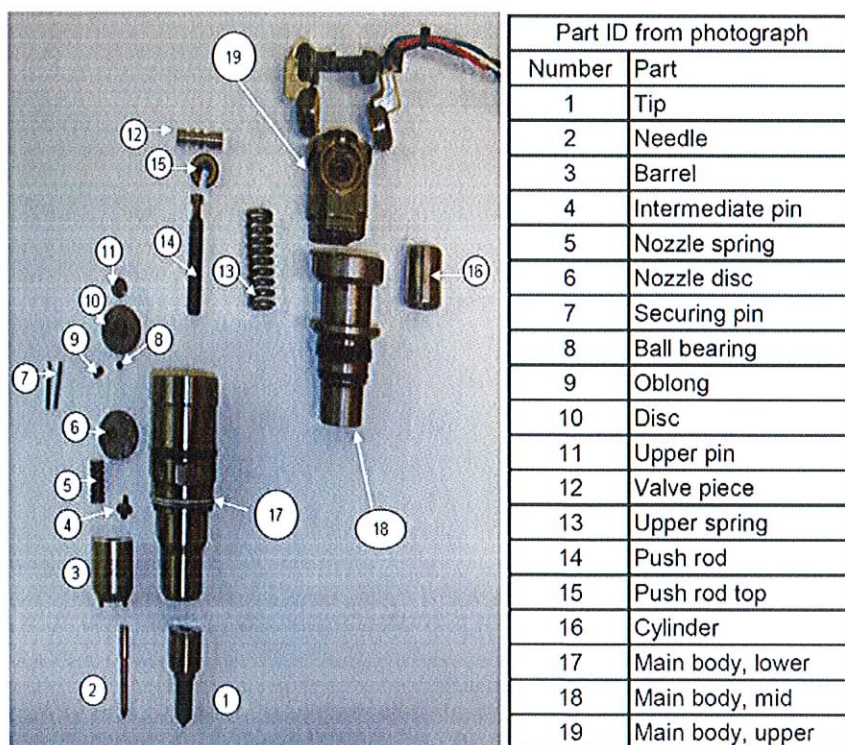 Part ID from photograph
Number Part
1 Tip
2 Needle
3 Barrel
4 Intermediate pin
5 Nozzle spring
6 Nozzle disc
7 Securing pin
8 Ball bearing
9 Oblong
10 Disc
11 Upper pin
12 Valve piece
13 Upper spring
14 Push rod
15 Push rod top
16 Cylinder
17 Main body, lower
18 Main body, mid
19 Main body, upper
19
12
15
14
13
16
11
10
9
8
7
6
5
4
17
18
3
2
1